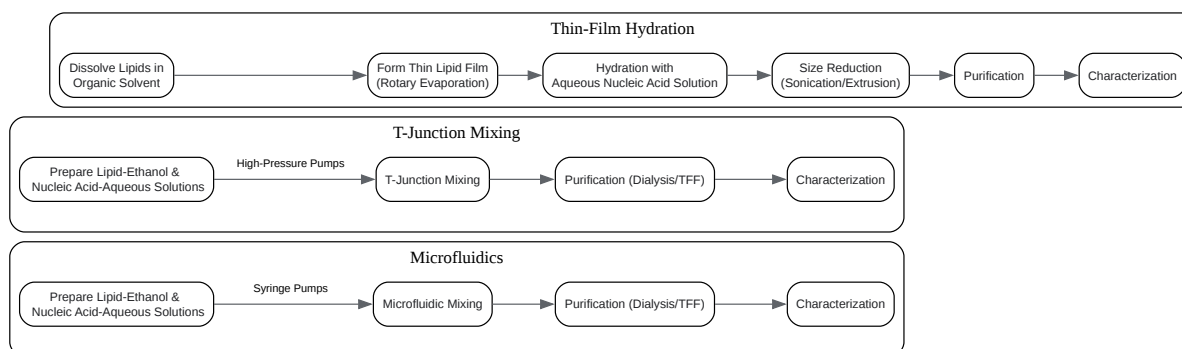 Thin-Film Hydration
Dissolve Lipids in
Organic Solvent
Form Thin Lipid Film
(Rotary Evaporation)
Hydration with
Aqueous Nucleic Acid Solution
Size Reduction
(Sonication/Extrusion)
Purification
Characterization
T-Junction Mixing
Prepare Lipid-Ethanol &
Nucleic Acid-Aqueous Solutions
High-Pressure Pumps
T-Junction Mixing
Purification (Dialysis/TFF)
Characterization
Microfluidics
Prepare Lipid-Ethanol &
Nucleic Acid-Aqueous Solutions
Syringe Pumps
Microfluidic Mixing
Purification (Dialysis/TFF)
Characterization